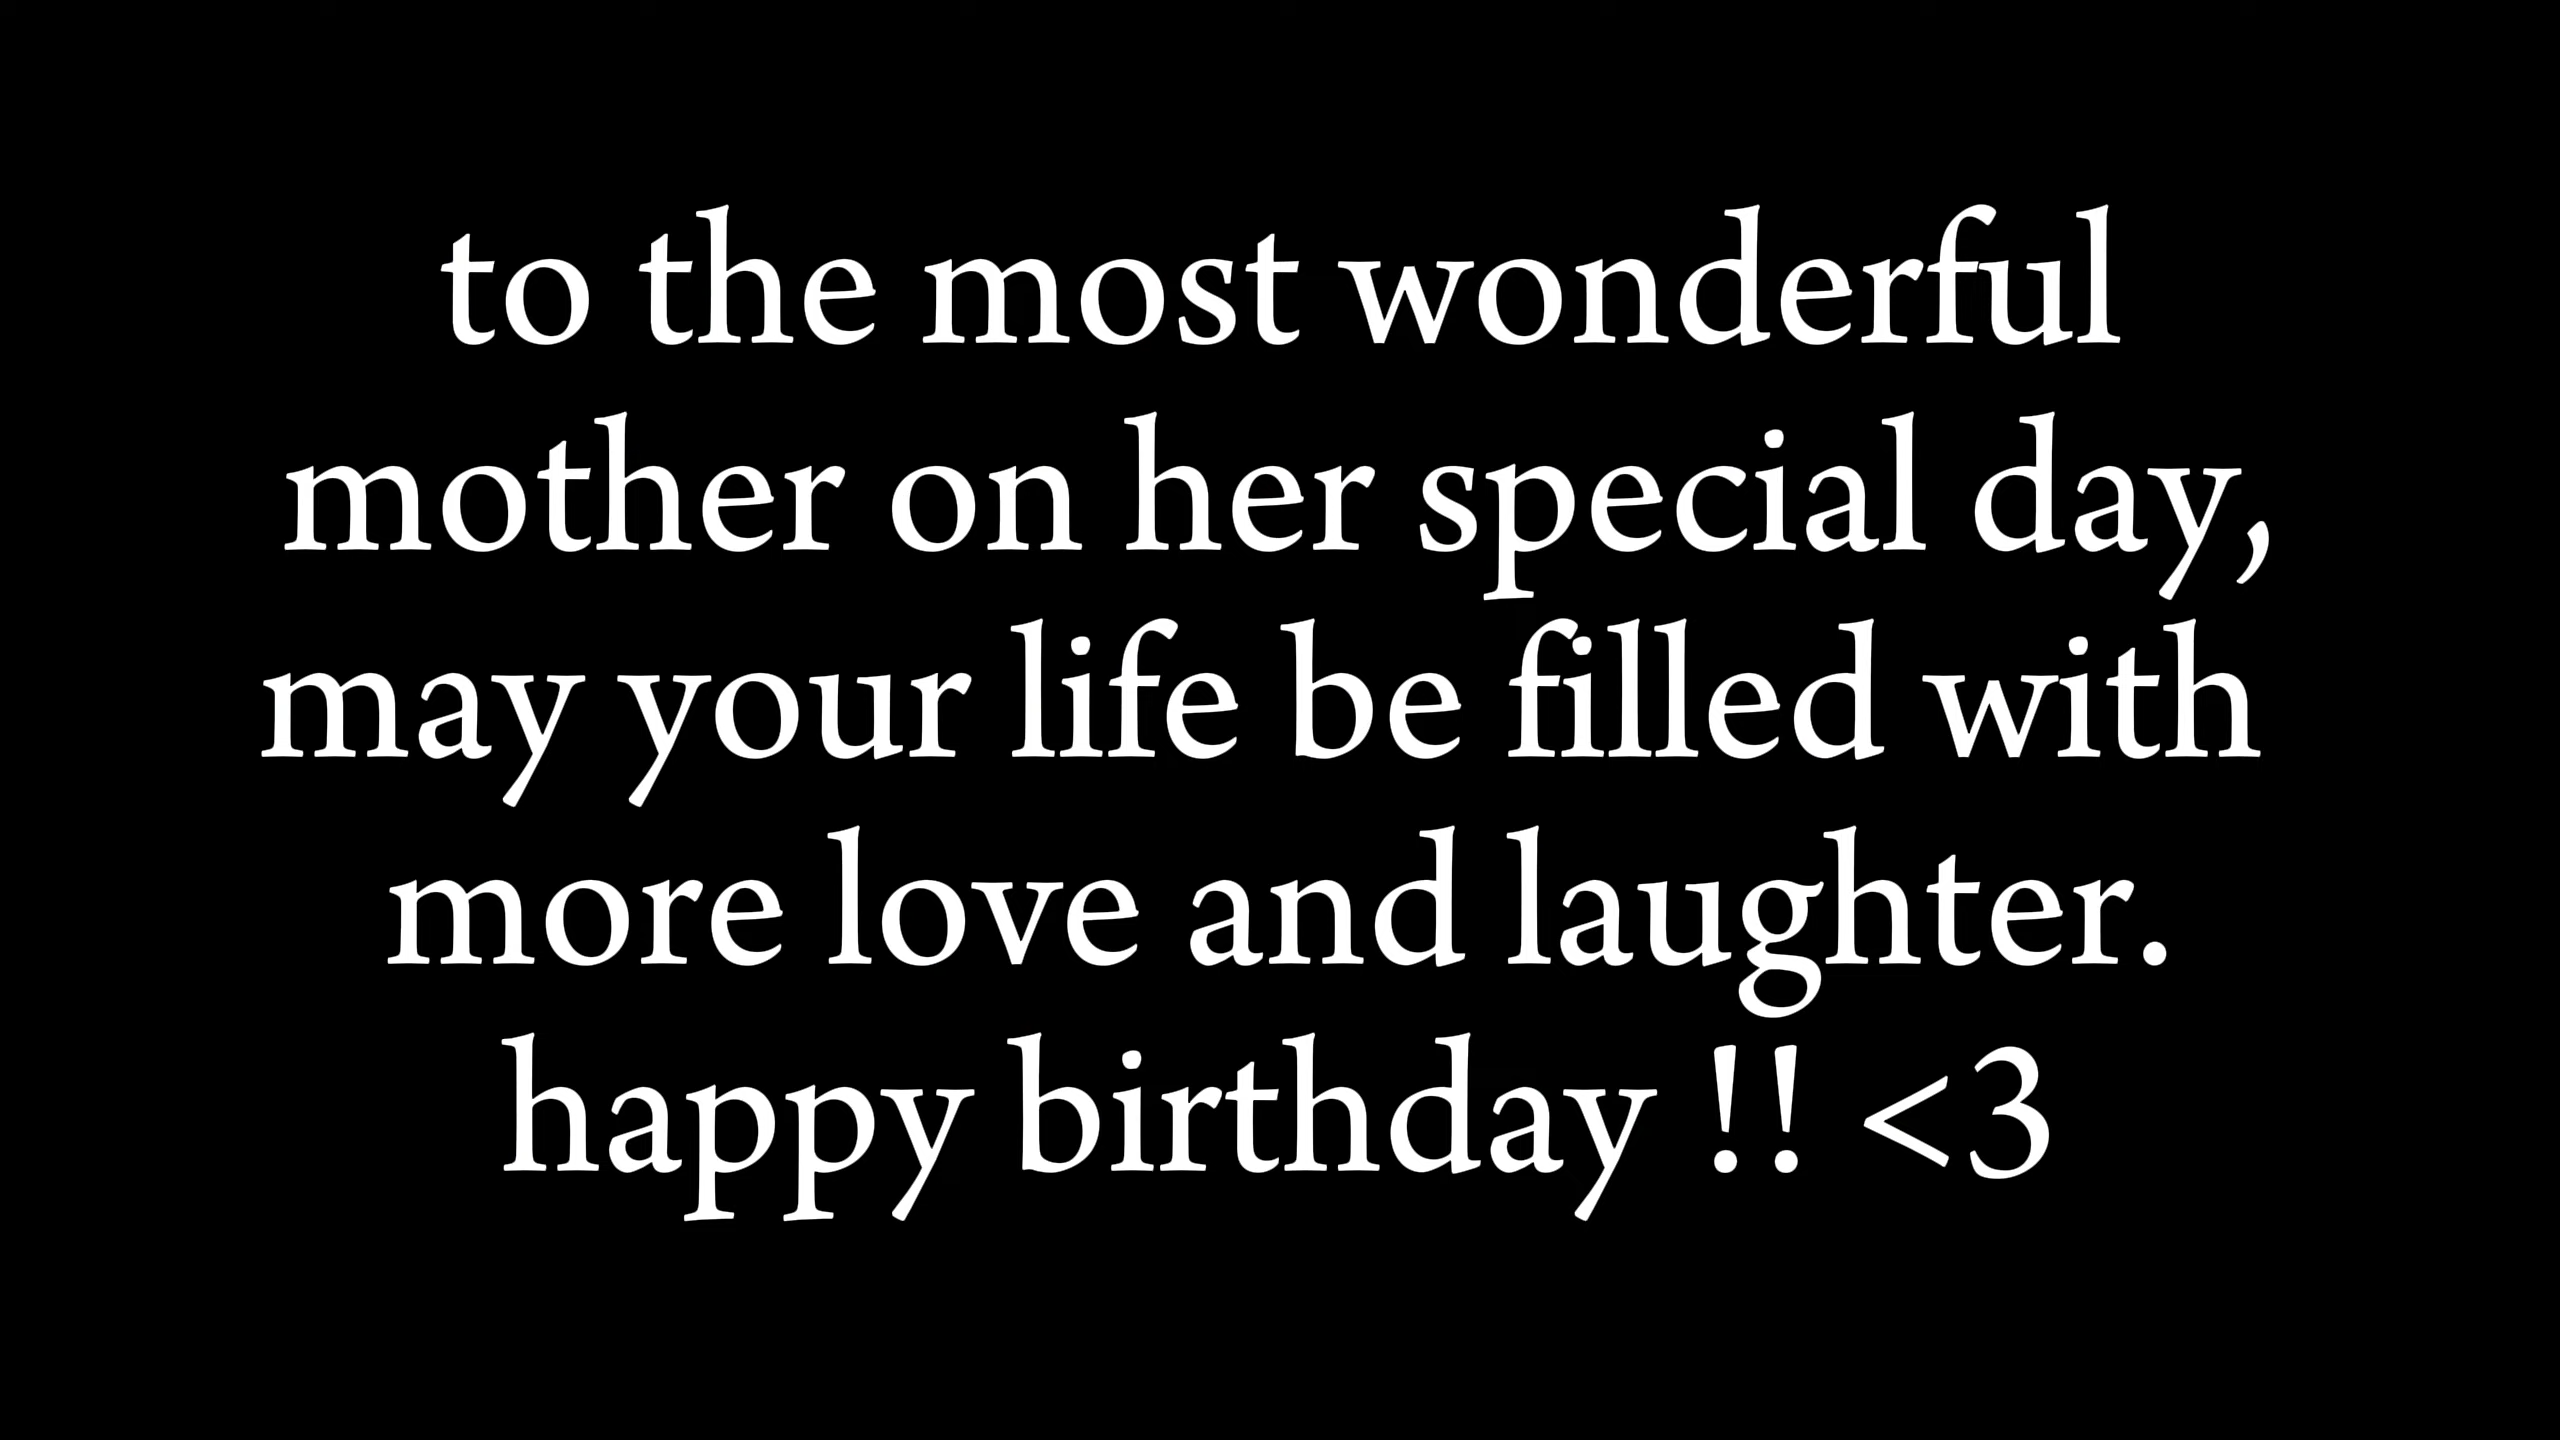 to the most wonderful
mother on her special day,
may your life be filled with
more love and laughter.
happy birthday !! <3